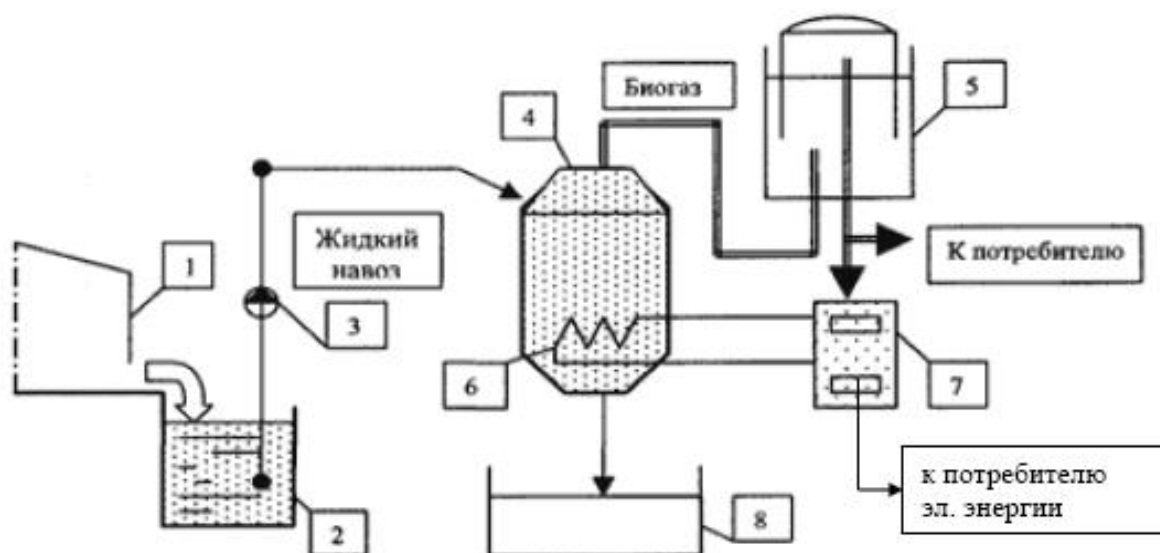 Биогаз
5
4
Жидкий
навоз
К потребителю
1
3
6
7
к потребителю
эл. энергии
2
8